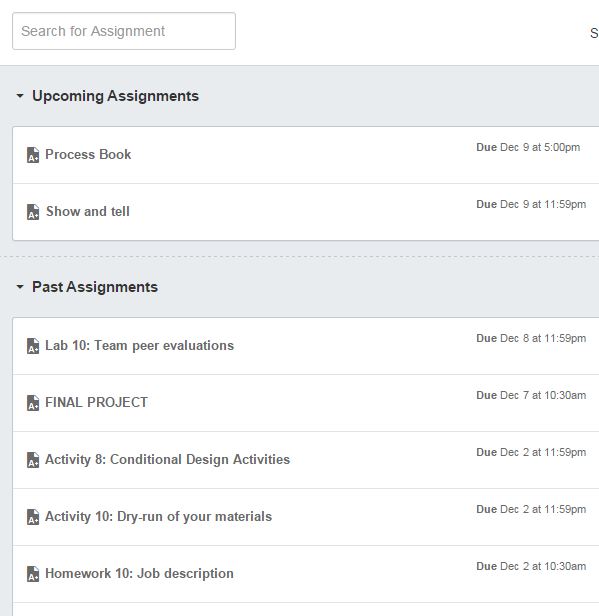 Search for Assignment
S
Upcoming Assignments
Process Book
Due Dec 9 at 5:00pm
Show and tell
Due Dec 9 at 11:59pm
Past Assignments
Lab 10: Team peer evaluations
Due Dec 8 at 11:59pm
FINAL PROJECT
Due Dec 7 at 10:30am
Activity 8: Conditional Design Activities
Due Dec 2 at 11:59pm
Activity 10: Dry-run of your materials
Due Dec 2 at 11:59pm
Homework 10: Job description
Due Dec 2 at 10:30am